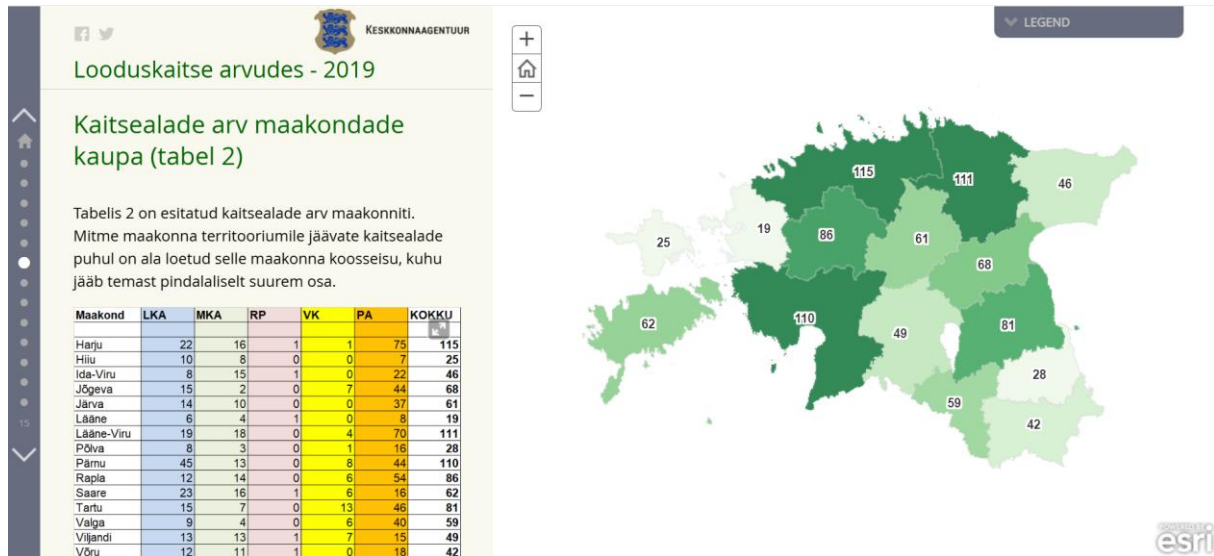 KESKKONNAAGENTUUR
Looduskaitse arvudes - 2019
Kaitsealade arv maakondade
kaupa (tabel 2)
Tabelis 2 on esitatud kaitsealade arv maakonniti.
Mitme maakonna territooriumile jäävate kaitsealade
puhul on ala loetud selle maakonna koosseisu, kuhu
jääb temast pindalaliselt suurem osa.
Maakond LKA MKA RP VK PA KOKKU
Harju 22 16 1 1 75 115
Hiiu 10 8 0 0 7 25
Ida-Viru 8 15 1 0 22 46
Jõgeva 15 2 0 7 44 68
Järva 14 10 0 0 37 61
Lääne 6 4 1 0 8 19
Lääne-Viru 19 18 0 4 70 111
Põlva 8 3 0 1 16 28
Pärnu 45 13 0 8 44 110
Rapla 12 14 0 6 54 86
Saare 23 16 1 6 16 62
Tartu 15 7 0 13 46 81
Valga 9 4 0 6 40 59
Viljandi 13 13 1 7 15 49
Võru 12 11 1 0 18 42
15
LEGEND
115
111
46
19
25
86
61
68
62
110
49
81
28
59
42
POWERED BY
esri